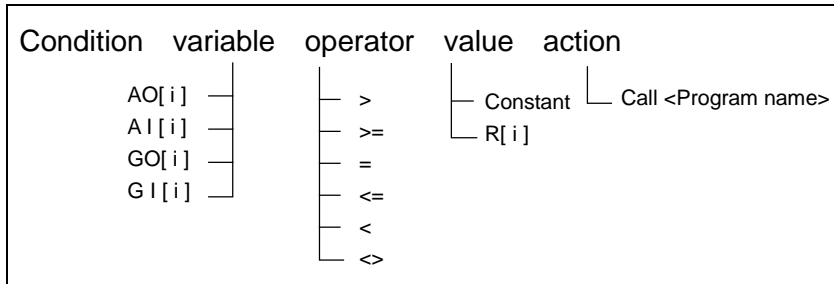 Condition variable operator value action
AO[ i ] > Constant Call <Program name>
A I [ i ] >= R[ i ]
GO[ i ] =
G I [ i ] <=
<
<>